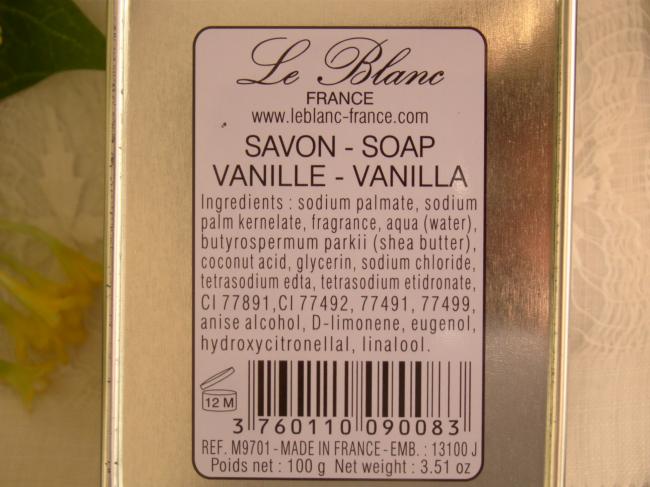 Le Blanc
FRANCE
www.leblanc-france.com
SAVON - SOAP
VANILLE - VANILLA
Ingredients : sodium palmate, sodium
palm kernelate, fragrance, aqua (water),
butyrospermum parkii (shea butter),
coconut acid, glycerin, sodium chloride,
tetrasodium edta, tetrasodium etidronate,
CI 77891,CI 77492, 77491, 77499,
anise alcohol, D-limonene, eugenol,
hydroxycitronellal, linalool.
12 M
3 760110 090083
REF. M9701 - MADE IN FRANCE - EMB. : 13100 J
Poids net : 100 g Net weight : 3.51 oz